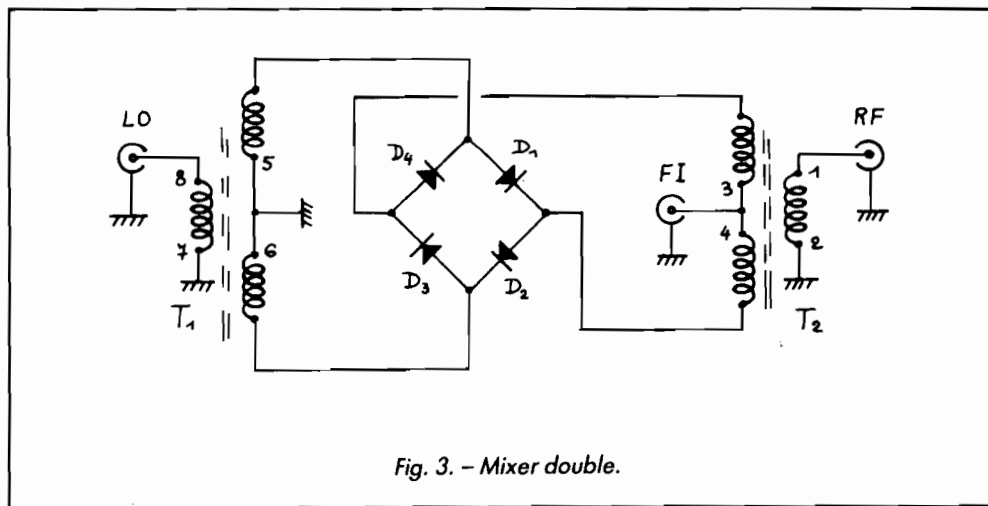 LO
8
7
T1
5
6
D4
D1
D3
D2
FI
3
4
RF
1
2
T2
Fig. 3. – Mixer double.